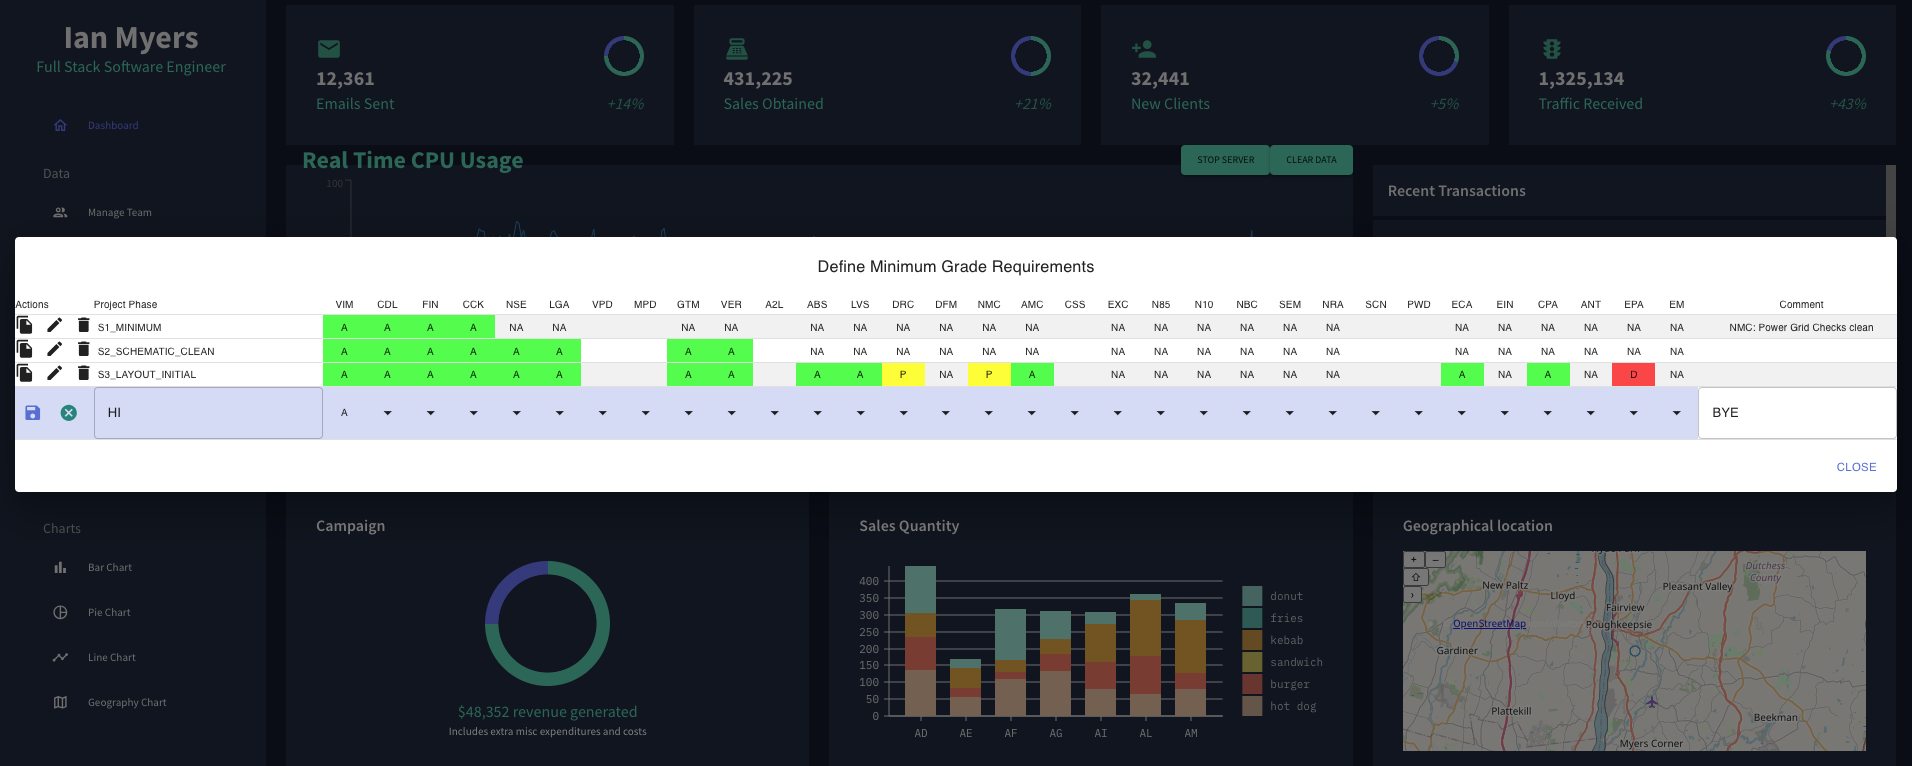 Ian Myers
Full Stack Software Engineer
Dashboard
Data
Manage Team
12,361
Emails Sent
+14%
431,225
Sales Obtained
+21%
32,441
New Clients
+5%
1,325,134
Traffic Received
+43%
Real Time CPU Usage
STOP SERVER
CLEAR DATA
100
Recent Transactions
Define Minimum Grade Requirements
Actions Project Phase VIM CDL FIN CCK NSE LGA VPD MPD GTM VER A2L ABS LVS DRC DFM NMC AMC CSS EXC N85 N10 NBC SEM NRA SCN PWD ECA EIN CPA ANT EPA EM Comment
S1_MINIMUM A A A A NA NA NA NA NA NA NA NA NA NA NA NA NA NA NA NA NA NA NA NA NA NA NMC: Power Grid Checks clean
S2_SCHEMATIC_CLEAN A A A A A A A A NA NA NA NA NA NA NA NA NA NA NA NA NA NA NA NA NA NA
S3_LAYOUT_INITIAL A A A A A A A A A A P NA P A NA NA NA NA NA NA A NA A NA D NA
HI A BYE
CLOSE
Charts
Bar Chart
Pie Chart
Line Chart
Geography Chart
Campaign
$48,352 revenue generated
Includes extra misc expenditures and costs
Sales Quantity
400
350
300
250
200
150
100
50
0
AD AE AF AG AI AL AM
donut
fries
kebab
sandwich
burger
hot dog
Geographical location
+ –
⇧
›
Dutchess
County
New Paltz
Pleasant Valley
Lloyd
Fairview
OpenStreetMap
Poughkeepsie
Gardiner
Plattekill
Beekman
Myers Corner